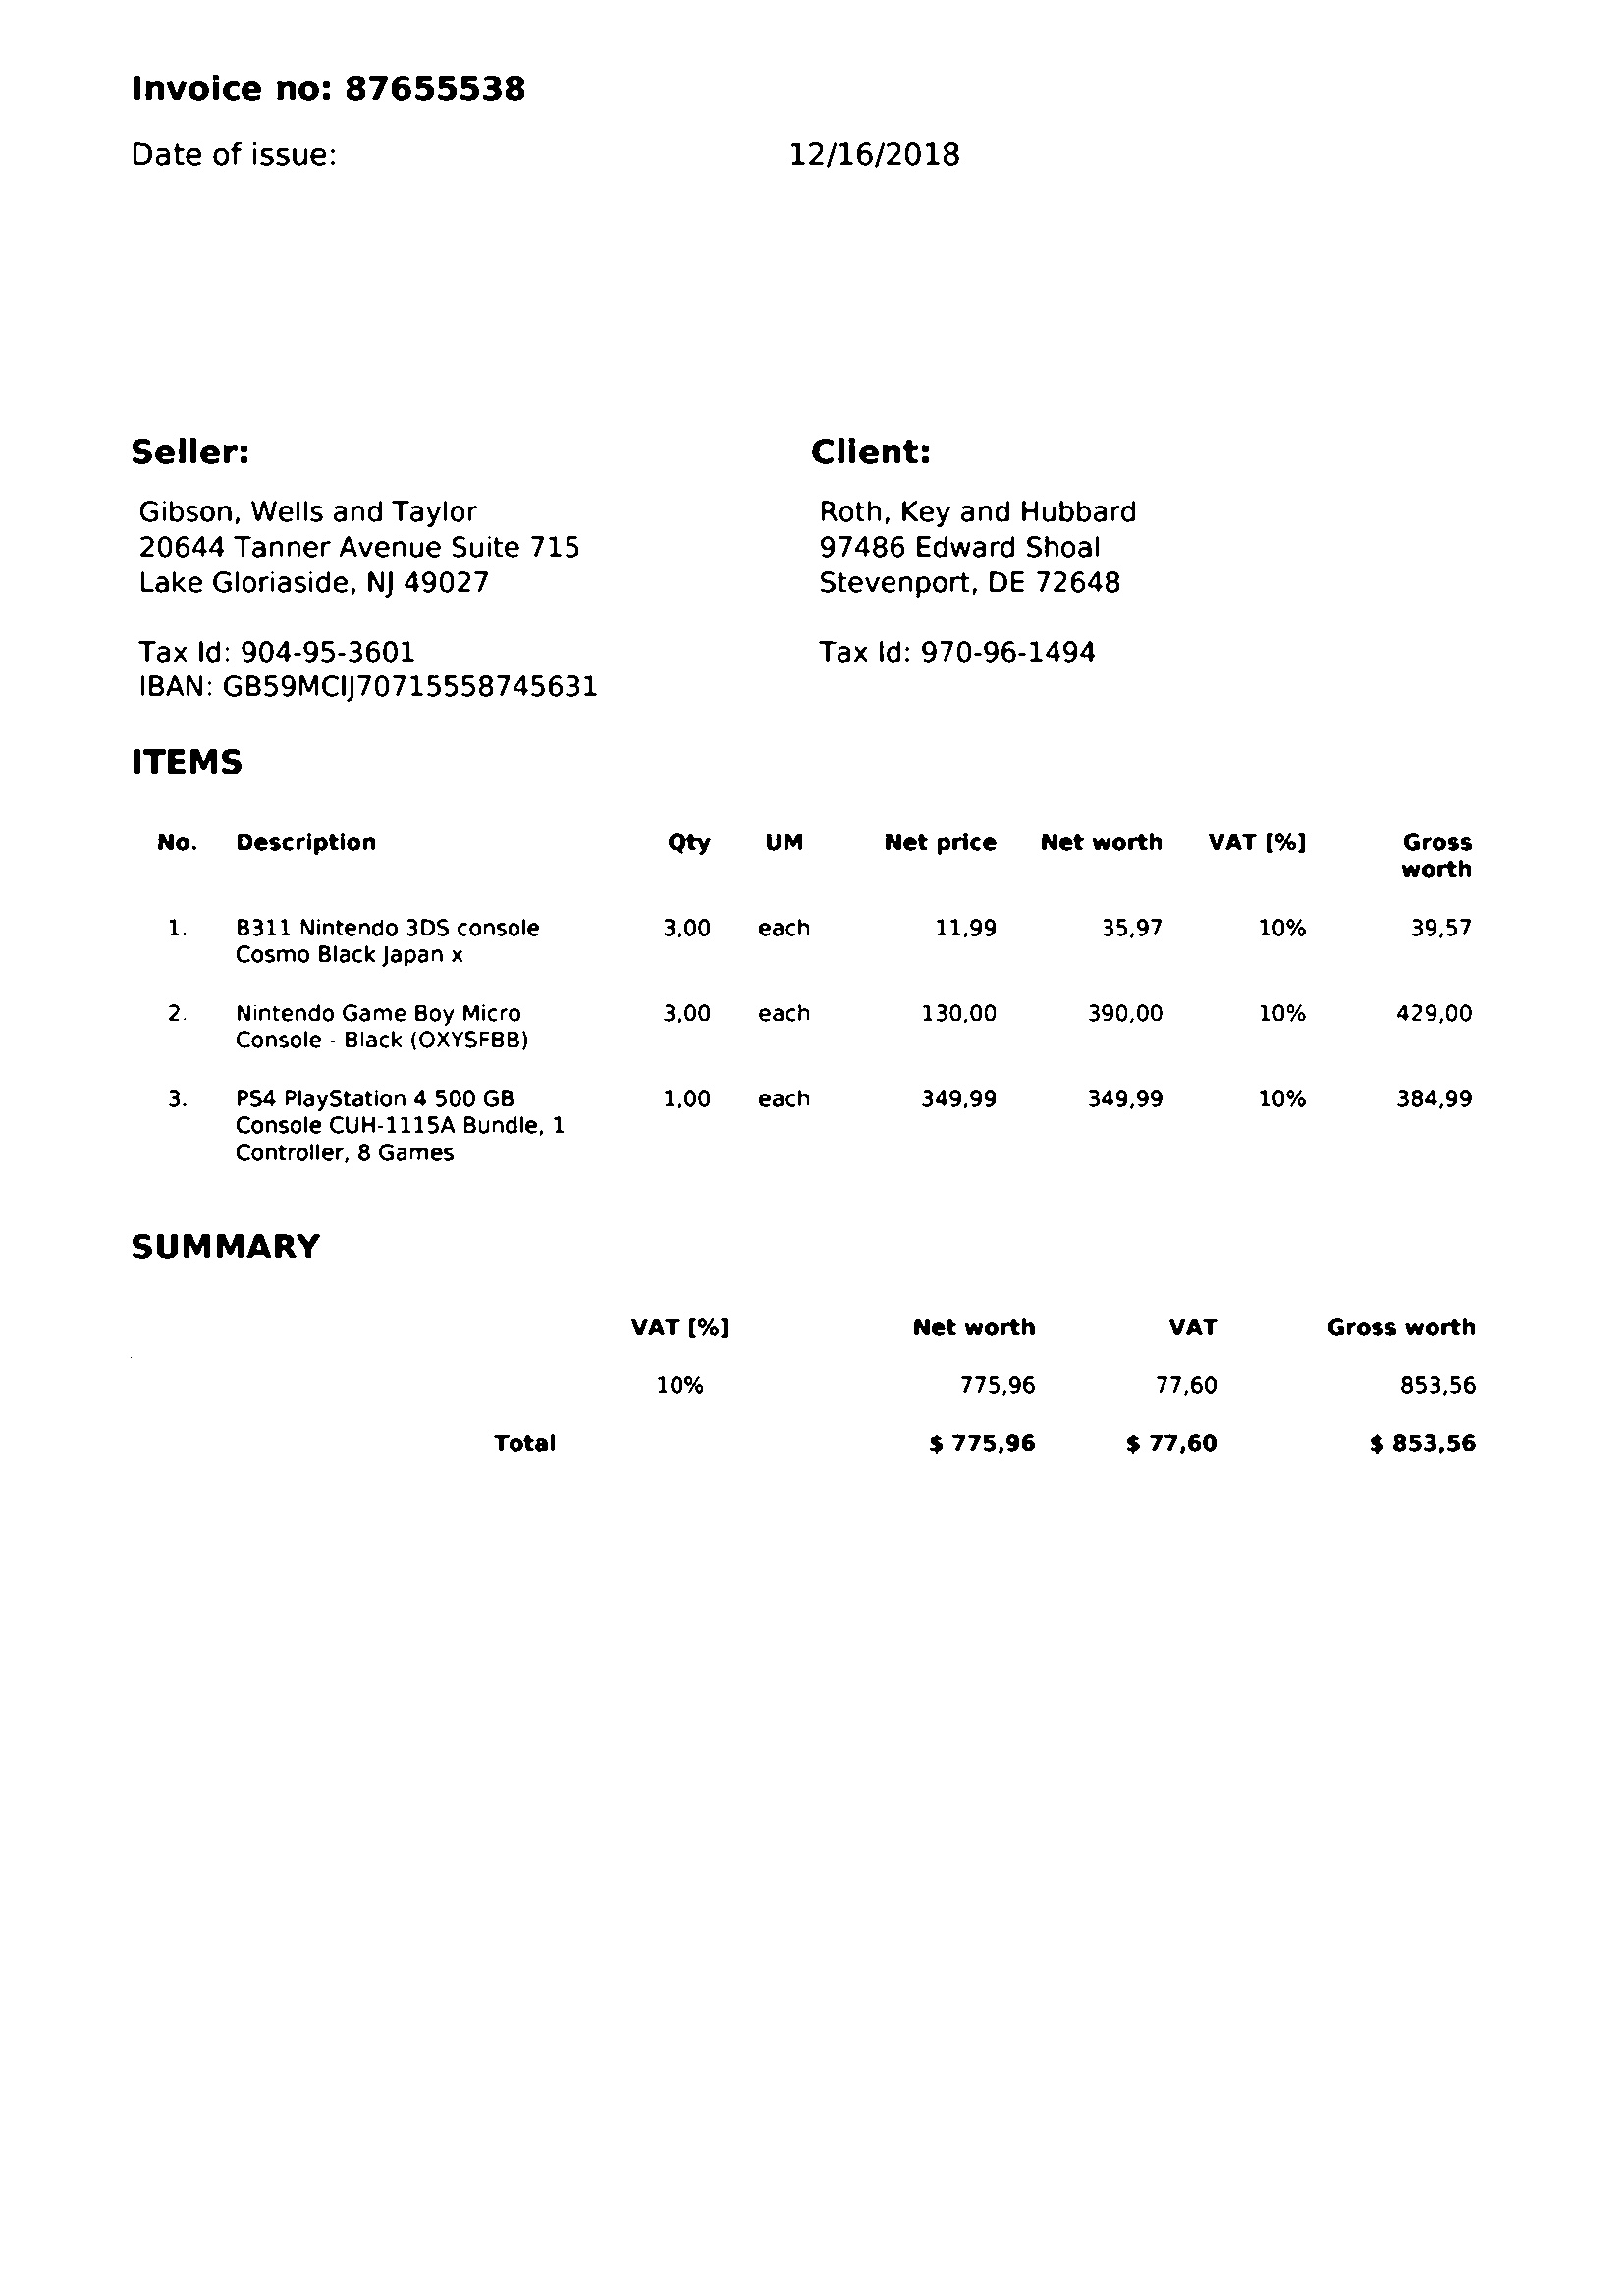 Invoice no: 87655538
Date of issue: 12/16/2018
Seller:
Gibson, Wells and Taylor
20644 Tanner Avenue Suite 715
Lake Gloriaside, NJ 49027
Tax Id: 904-95-3601
IBAN: GB59MCIJ70715558745631
Client:
Roth, Key and Hubbard
97486 Edward Shoal
Stevenport, DE 72648
Tax Id: 970-96-1494
ITEMS
No. Description Qty UM Net price Net worth VAT [%] Gross
worth
1. B311 Nintendo 3DS console 3,00 each 11,99 35,97 10% 39,57
Cosmo Black Japan x
2. Nintendo Game Boy Micro 3,00 each 130,00 390,00 10% 429,00
Console - Black (OXYSFBB)
3. PS4 PlayStation 4 500 GB 1,00 each 349,99 349,99 10% 384,99
Console CUH-1115A Bundle, 1
Controller, 8 Games
SUMMARY
VAT [%] Net worth VAT Gross worth
10% 775,96 77,60 853,56
Total $ 775,96 $ 77,60 $ 853,56